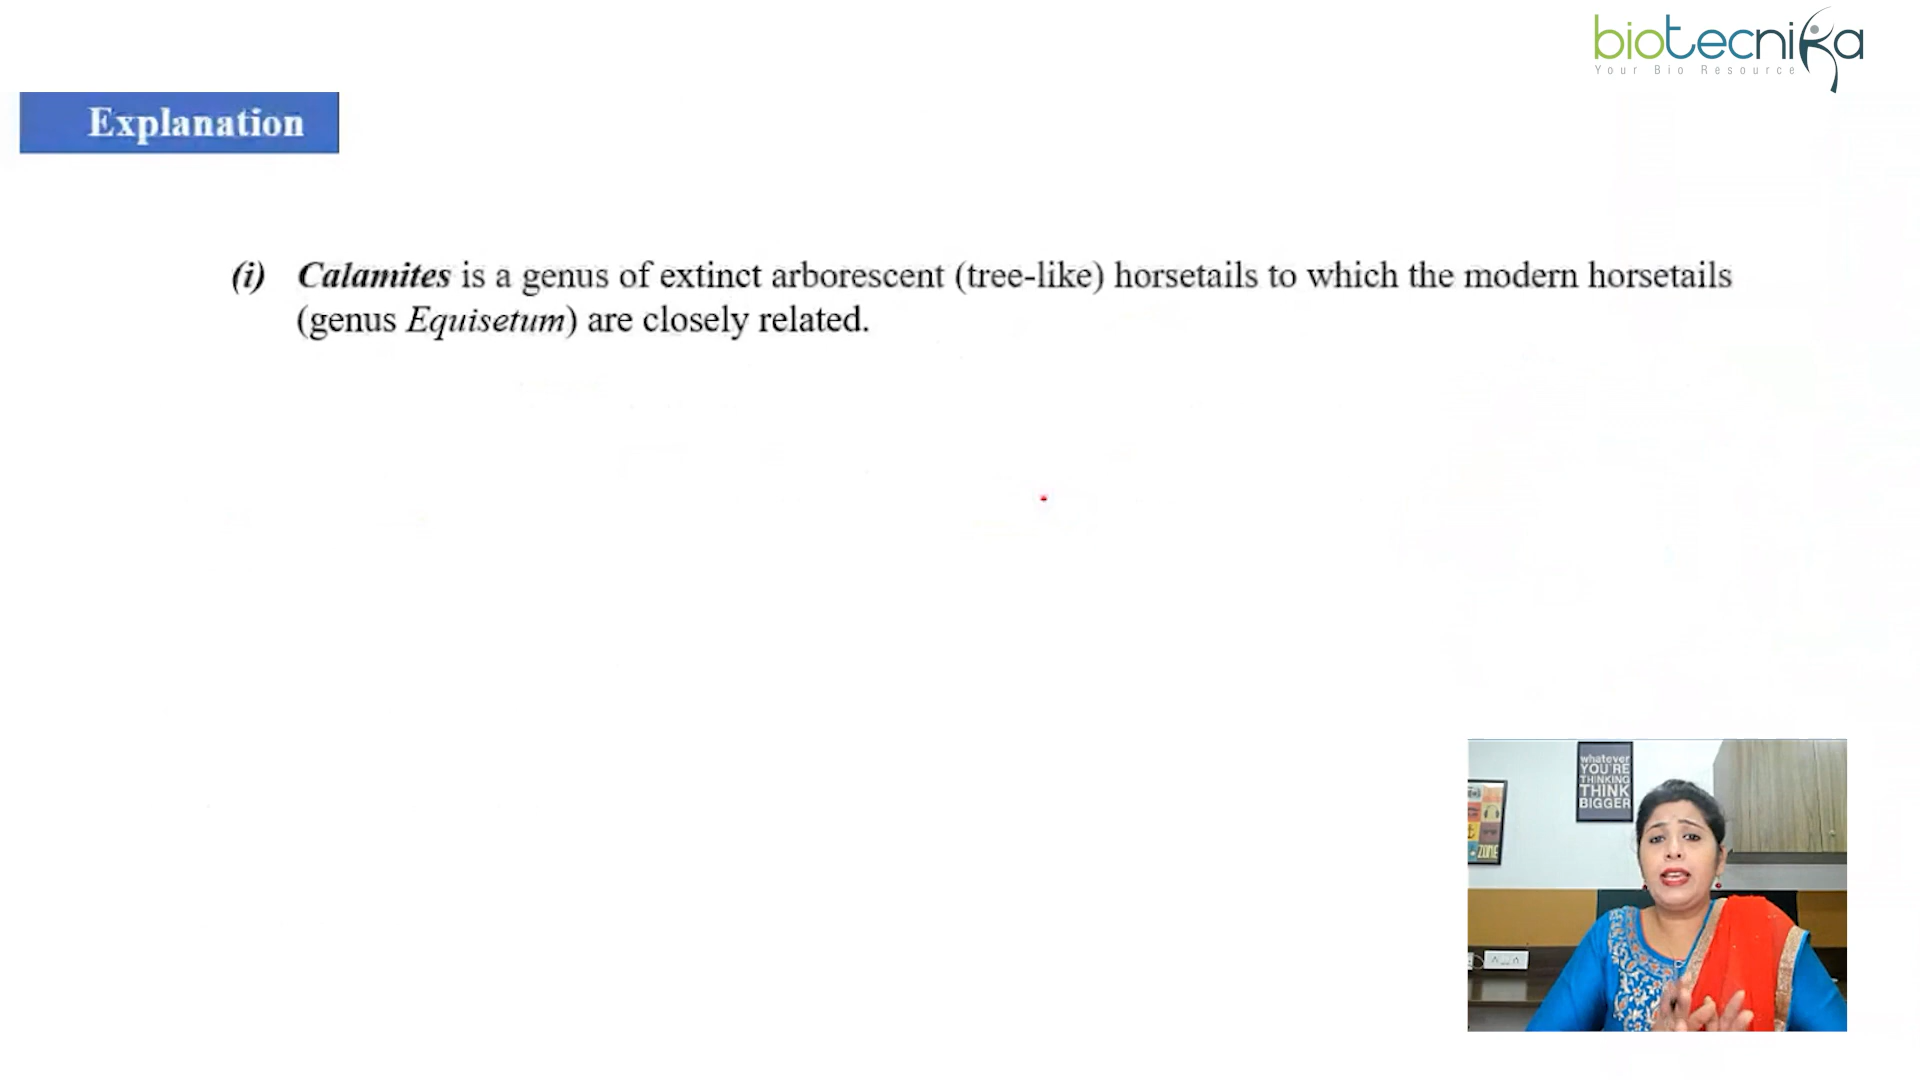 biotecnika
Your Bio Resource
Explanation
(i) Calamites is a genus of extinct arborescent (tree-like) horsetails to which the modern horsetails
(genus Equisetum) are closely related.
whatever
YOU'RE
THINKING
THINK
BIGGER
ZONE